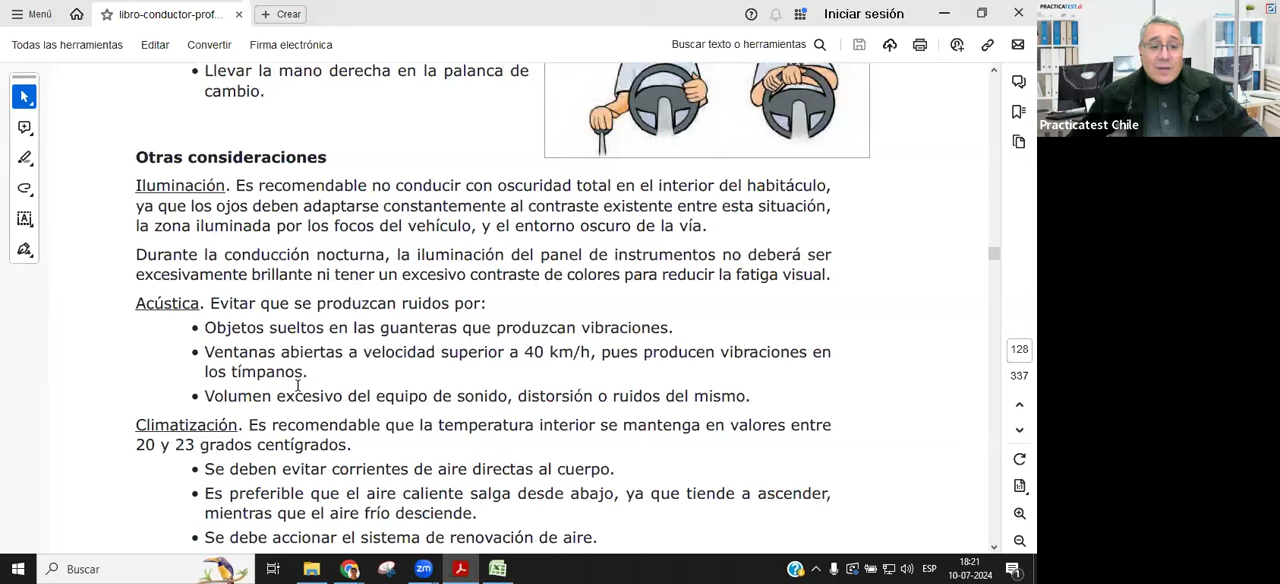 Menú
libro-conductor-prof...
Crear
Iniciar sesión
Todas las herramientas
Editar
Convertir
Firma electrónica
Buscar texto o herramientas
• Llevar la mano derecha en la palanca de
cambio.
Otras consideraciones
Iluminación. Es recomendable no conducir con oscuridad total en el interior del habitáculo,
ya que los ojos deben adaptarse constantemente al contraste existente entre esta situación,
la zona iluminada por los focos del vehículo, y el entorno oscuro de la vía.
Durante la conducción nocturna, la iluminación del panel de instrumentos no deberá ser
excesivamente brillante ni tener un excesivo contraste de colores para reducir la fatiga visual.
Acústica. Evitar que se produzcan ruidos por:
• Objetos sueltos en las guanteras que produzcan vibraciones.
• Ventanas abiertas a velocidad superior a 40 km/h, pues producen vibraciones en
los tímpanos.
• Volumen excesivo del equipo de sonido, distorsión o ruidos del mismo.
Climatización. Es recomendable que la temperatura interior se mantenga en valores entre
20 y 23 grados centígrados.
• Se deben evitar corrientes de aire directas al cuerpo.
• Es preferible que el aire caliente salga desde abajo, ya que tiende a ascender,
mientras que el aire frío desciende.
• Se debe accionar el sistema de renovación de aire.
128
337
PRACTICATEST.cl
Practicatest Chile
Buscar
zm
ESP
18:21
10-07-2024
1